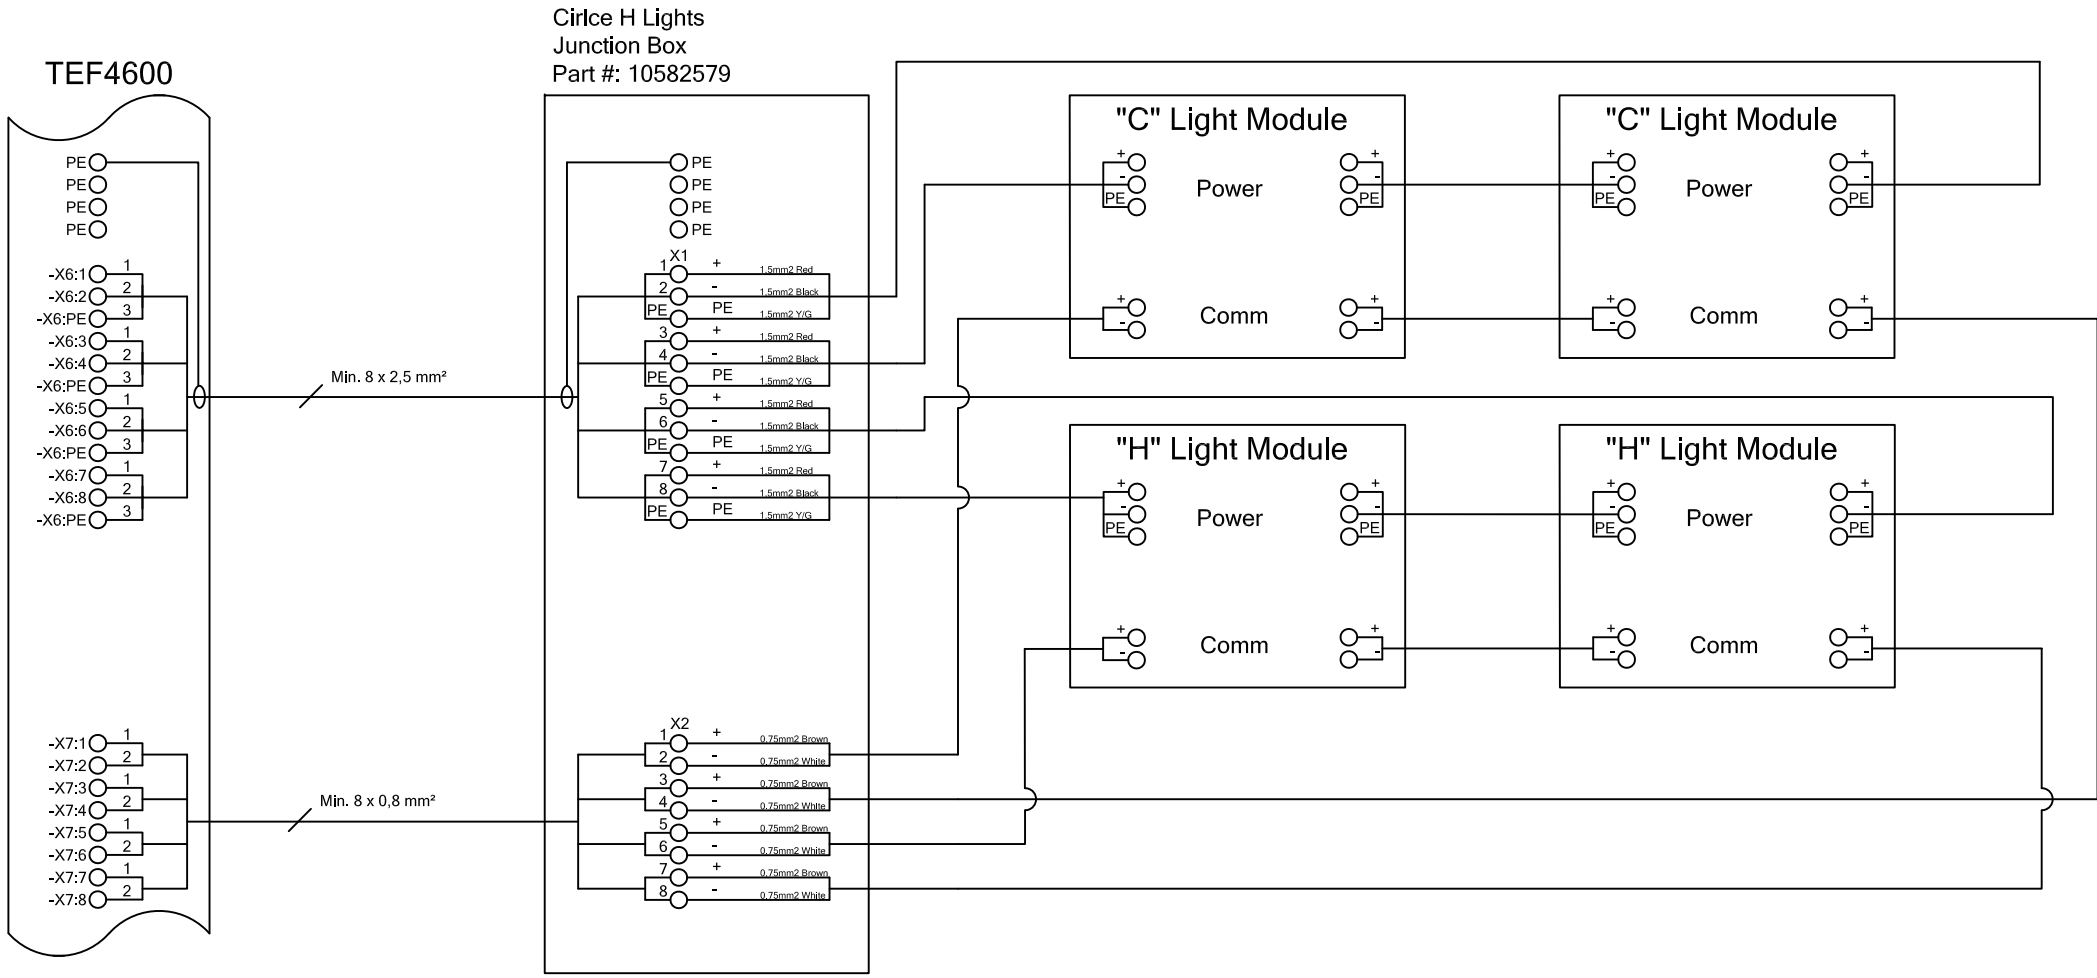 Cirlce H Lights
Junction Box
Part #: 10582579
TEF4600
PE
PE
PE
PE
-X6:1 1
-X6:2 2
-X6:PE 3
-X6:3 1
-X6:4 2
-X6:PE 3
-X6:5 1
-X6:6 2
-X6:PE 3
-X6:7 1
-X6:8 2
-X6:PE 3
-X7:1 1
-X7:2 2
-X7:3 1
-X7:4 2
-X7:5 1
-X7:6 2
-X7:7 1
-X7:8 2
Min. 8 x 2,5 mm²
Min. 8 x 0,8 mm²
PE
PE
PE
PE
X1
1 + 1.5mm2 Red
2 - 1.5mm2 Black
PE PE 1.5mm2 Y/G
3 + 1.5mm2 Red
4 - 1.5mm2 Black
PE PE 1.5mm2 Y/G
5 + 1.5mm2 Red
6 - 1.5mm2 Black
PE PE 1.5mm2 Y/G
7 + 1.5mm2 Red
8 - 1.5mm2 Black
PE PE 1.5mm2 Y/G
X2
1 + 0.75mm2 Brown
2 - 0.75mm2 White
3 + 0.75mm2 Brown
4 - 0.75mm2 White
5 + 0.75mm2 Brown
6 - 0.75mm2 White
7 + 0.75mm2 Brown
8 - 0.75mm2 White
"C" Light Module
+ +
- Power -
PE PE
+ Comm +
- -
"C" Light Module
+ +
- Power -
PE PE
+ Comm +
- -
"H" Light Module
+ +
- Power -
PE PE
+ Comm +
- -
"H" Light Module
+ +
- Power -
PE PE
+ Comm +
- -